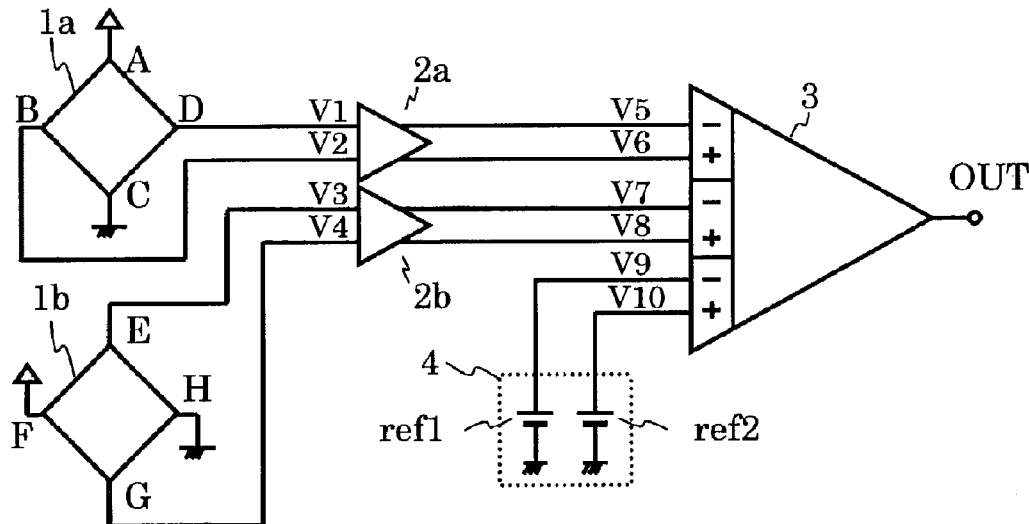 1a
A
B
D
C
2a
V1
V2
V3
V4
2b
V5
V6
V7
V8
V9
V10
−
+
−
+
−
+
3
OUT
1b
E
F
H
G
4
ref1
ref2